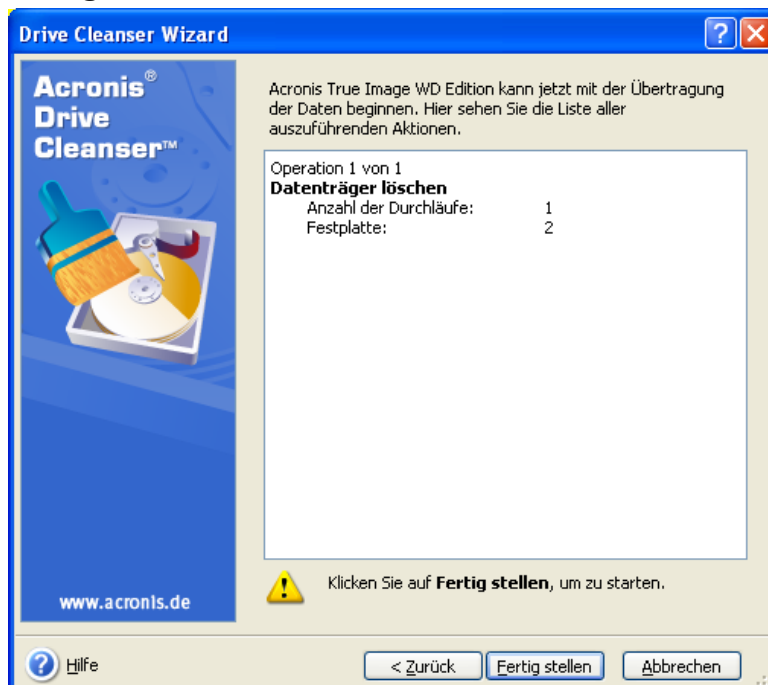 Drive Cleanser Wizard
Acronis®
Drive
Cleanser™
www.acronis.de
Acronis True Image WD Edition kann jetzt mit der Übertragung
der Daten beginnen. Hier sehen Sie die Liste aller
auszuführenden Aktionen.
Operation 1 von 1
Datenträger löschen
Anzahl der Durchläufe: 1
Festplatte: 2
Klicken Sie auf Fertig stellen, um zu starten.
Hilfe
< Zurück
Fertig stellen
Abbrechen